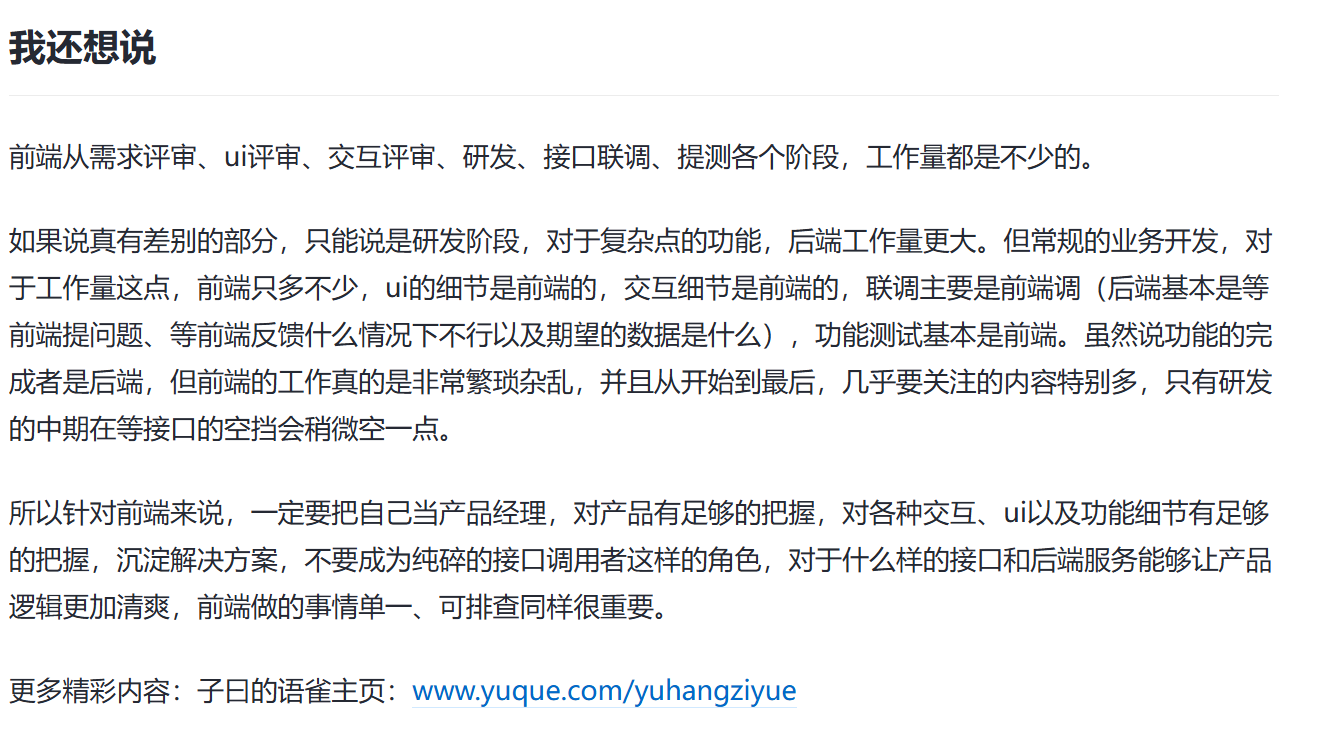 我还想说
前端从需求评审、ui评审、交互评审、研发、接口联调、提测各个阶段，工作量都是不少的。
如果说真有差别的部分，只能说是研发阶段，对于复杂点的功能，后端工作量更大。但常规的业务开发，对
于工作量这点，前端只多不少，ui的细节是前端的，交互细节是前端的，联调主要是前端调（后端基本是等
前端提问题、等前端反馈什么情况下不行以及期望的数据是什么），功能测试基本是前端。虽然说功能的完
成者是后端，但前端的工作真的是非常繁琐杂乱，并且从开始到最后，几乎要关注的内容特别多，只有研发
的中期在等接口的空挡会稍微空一点。
所以针对前端来说，一定要把自己当产品经理，对产品有足够的把握，对各种交互、ui以及功能细节有足够
的把握，沉淀解决方案，不要成为纯碎的接口调用者这样的角色，对于什么样的接口和后端服务能够让产品
逻辑更加清爽，前端做的事情单一、可排查同样很重要。
更多精彩内容：子曰的语雀主页：www.yuque.com/yuhangziyue